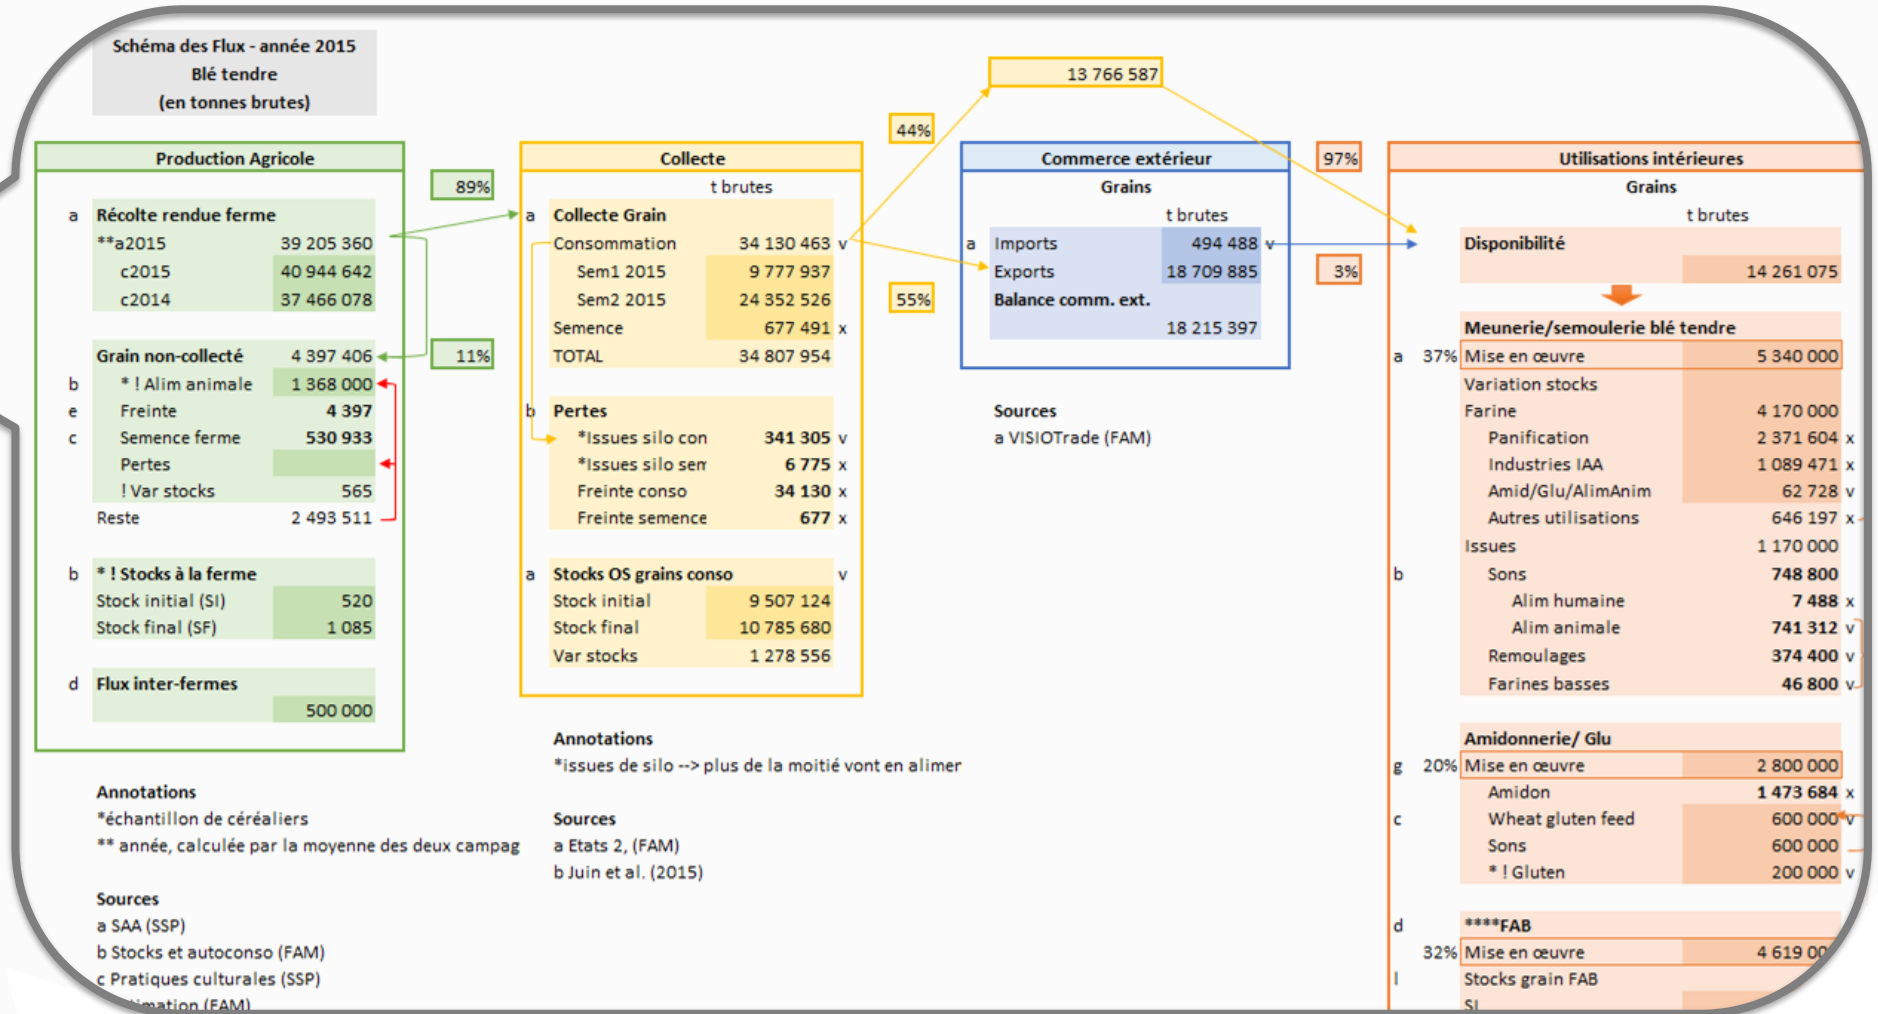 Schéma des Flux - année 2015
Blé tendre
(en tonnes brutes)
13 766 587
44%
89%
55%
11%
97%
3%
Production Agricole
a Récolte rendue ferme
**a2015 39 205 360
c2015 40 944 642
c2014 37 466 078
Grain non-collecté 4 397 406
b * ! Alim animale 1 368 000
e Freinte 4 397
c Semence ferme 530 933
Pertes
! Var stocks 565
Reste 2 493 511
b * ! Stocks à la ferme
Stock initial (SI) 520
Stock final (SF) 1 085
d Flux inter-fermes
500 000
Annotations
*échantillon de céréaliers
** année, calculée par la moyenne des deux campag
Sources
a SAA (SSP)
b Stocks et autoconso (FAM)
c Pratiques culturales (SSP)
(FAM)
Collecte
t brutes
a Collecte Grain
Consommation 34 130 463 v
Sem1 2015 9 777 937
Sem2 2015 24 352 526
Semence 677 491 x
TOTAL 34 807 954
b Pertes
*Issues silo con 341 305 v
*Issues silo sem 6 775 x
Freinte conso 34 130 x
Freinte semence 677 x
a Stocks OS grains conso v
Stock initial 9 507 124
Stock final 10 785 680
Var stocks 1 278 556
Annotations
*issues de silo --> plus de la moitié vont en alimer
Sources
a Etats 2, (FAM)
b Juin et al. (2015)
Commerce extérieur
Grains
t brutes
a Imports 494 488 v
Exports 18 709 885
Balance comm. ext.
18 215 397
Sources
a VISIOTrade (FAM)
Utilisations intérieures
Grains
t brutes
Disponibilité
14 261 075
Meunerie/semoulerie blé tendre
a 37% Mise en œuvre 5 340 000
Variation stocks
Farine 4 170 000
Panification 2 371 604 x
Industries IAA 1 089 471 x
Amid/Glu/AlimAnim 62 728 v
Autres utilisations 646 197 x
Issues 1 170 000
b Sons 748 800
Alim humaine 7 488 x
Alim animale 741 312 v
Remoulages 374 400 v
Farines basses 46 800 v
Amidonnerie/ Glu
g 20% Mise en œuvre 2 800 000
Amidon 1 473 684 x
c Wheat gluten feed 600 000 v
Sons 600 000
* ! Gluten 200 000 v
d ****FAB
32% Mise en œuvre 4 619 00
l Stocks grain FAB
SI